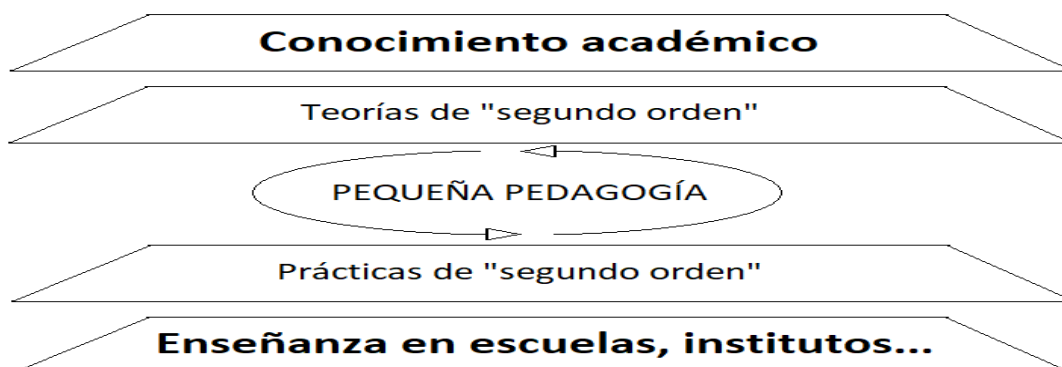 Conocimiento académico
Teorías de "segundo orden"
PEQUEÑA PEDAGOGÍA
Prácticas de "segundo orden"
Enseñanza en escuelas, institutos...